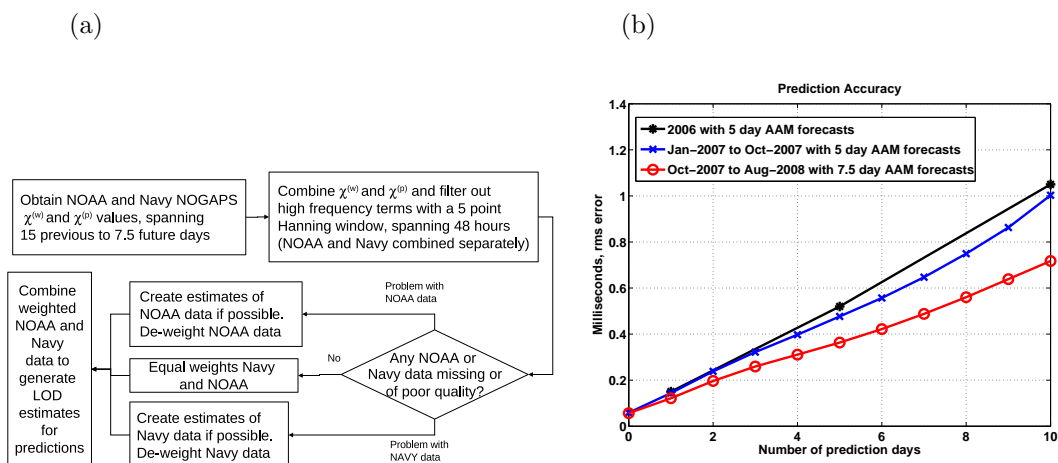 (a)
(b)
Obtain NOAA and Navy NOGAPS
χ(w) and χ(p) values, spanning
15 previous to 7.5 future days
Combine χ(w) and χ(p) and filter out
high frequency terms with a 5 point
Hanning window, spanning 48 hours
(NOAA and Navy combined separately)
Combine
weighted
NOAA and
Navy
data to
generate
LOD
estimates
for
predictions
Create estimates of
NOAA data if possible.
De-weight NOAA data
Problem with
NOAA data
Equal weights Navy
and NOAA
No
Any NOAA or
Navy data missing or
of poor quality?
Create estimates of
Navy data if possible.
De-weight Navy data
Problem with
NAVY data
Prediction Accuracy
2006 with 5 day AAM forecasts
Jan−2007 to Oct−2007 with 5 day AAM forecasts
Oct−2007 to Aug−2008 with 7.5 day AAM forecasts
Milliseconds, rms error
1.4
1.2
1
0.8
0.6
0.4
0.2
0
0 2 4 6 8 10
Number of prediction days